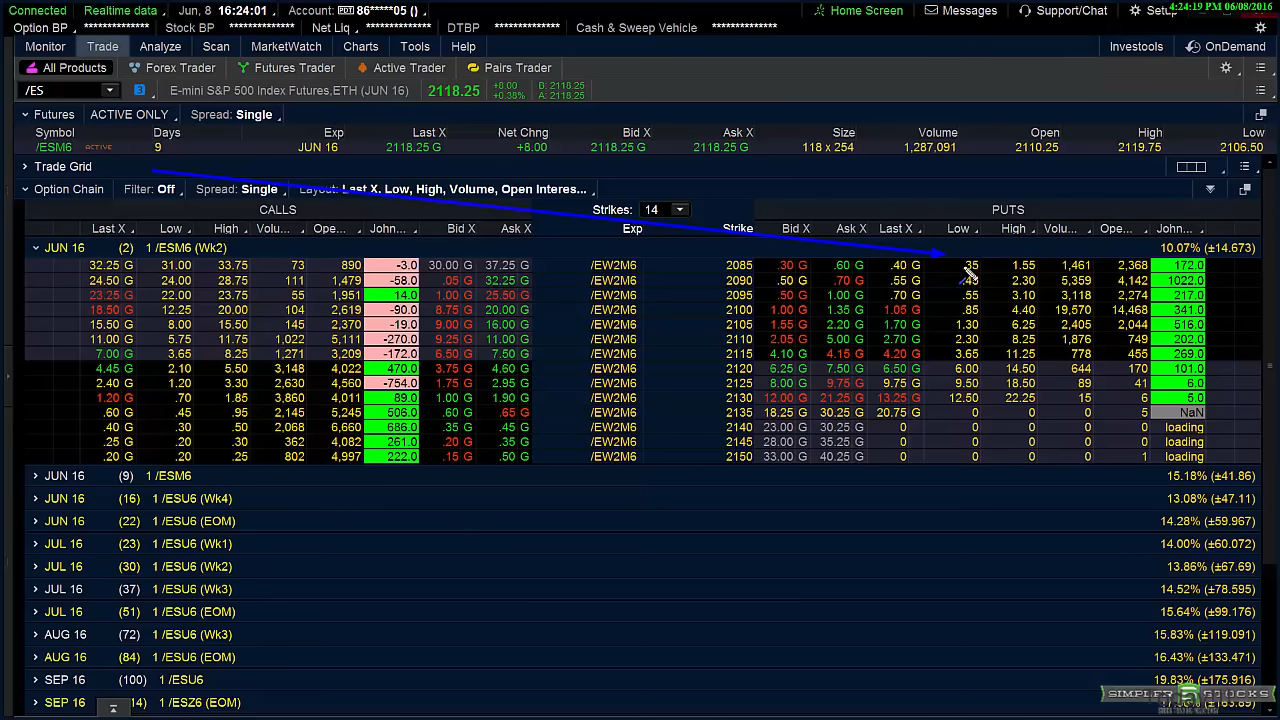 Connected Realtime data Jun, 8 16:24:01 Account: POD 86*****05 () Home Screen Messages Support/Chat Setup 4:24:19 PM 06/08/2016
Option BP *************** Stock BP *************** Net Liq *************** DTBP *************** Cash & Sweep Vehicle ***************
Monitor Trade Analyze Scan MarketWatch Charts Tools Help Investools OnDemand
All Products Forex Trader Futures Trader Active Trader Pairs Trader
/ES 3 E-mini S&P 500 Index Futures,ETH (JUN 16) 2118.25 +8.00 +0.38% B: 2118.25 A: 2118.25
Futures ACTIVE ONLY Spread: Single
Symbol Days Exp Last X Net Chng Bid X Ask X Size Volume Open High Low
/ESM6 ACTIVE 9 JUN 16 2118.25 G +8.00 2118.25 G 2118.25 G 118 x 254 1,287,091 2110.25 2119.75 2106.50
Trade Grid
Option Chain Filter: Off Spread: Single Layout: Last X, Low, High, Volume, Open Interes...
CALLS Strikes: 14 PUTS
Last X Low High Volu... Ope... John... Bid X Ask X Exp Strike Bid X Ask X Last X Low High Volu... Ope... John...
JUN 16 (2) 1 /ESM6 (Wk2) 10.07% (±14.673)
32.25 G 31.00 33.75 73 890 -3.0 30.00 G 37.25 G /EW2M6 2085 .30 G .60 G .40 G .35 1.55 1,461 2,368 172.0
24.50 G 24.00 28.75 111 1,479 -58.0 .05 G 32.25 G /EW2M6 2090 .50 G .70 G .55 G .45 2.30 5,359 4,142 1022.0
23.25 G 22.00 23.75 55 1,951 14.0 1.00 G 25.50 G /EW2M6 2095 .50 G 1.00 G .70 G .55 3.10 3,118 2,274 217.0
18.50 G 12.25 20.00 104 2,640 -90.0 8.75 G 20.00 G /EW2M6 2100 1.00 G 1.35 G 1.05 G .85 4.40 19,570 14,468 341.0
15.50 G 8.00 15.50 145 2,370 -19.0 9.00 G 16.00 G /EW2M6 2105 1.55 G 2.20 G 1.70 G 1.30 6.25 2,405 2,044 516.0
11.00 G 5.75 11.75 1,022 5,111 -270.0 9.25 G 11.00 G /EW2M6 2110 2.05 G 5.00 G 2.70 G 2.30 8.25 1,876 749 202.0
7.00 G 3.65 8.25 1,271 3,209 -172.0 6.50 G 7.50 G /EW2M6 2115 4.10 G 4.15 G 4.20 G 3.65 11.25 778 455 269.0
4.45 G 2.10 5.50 3,148 4,022 470.0 3.75 G 4.60 G /EW2M6 2120 6.25 G 7.50 G 6.50 G 6.00 14.50 644 170 101.0
2.40 G 1.20 3.30 2,630 4,560 -754.0 1.75 G 2.95 G /EW2M6 2125 8.00 G 9.75 G 9.75 G 9.50 18.50 89 41 6.0
1.20 G .70 1.85 3,860 4,011 89.0 1.00 G 1.90 G /EW2M6 2130 12.00 G 21.25 G 13.25 G 12.50 22.25 15 6 5.0
.60 G .45 .95 2,145 5,245 506.0 .60 G .65 G /EW2M6 2135 18.25 G 30.25 G 20.75 G 0 0 0 5 NaN
.40 G .30 .50 2,068 6,660 686.0 .35 G .45 G /EW2M6 2140 23.00 G 30.25 G 0 0 0 0 0 loading
.25 G .20 .30 362 4,082 261.0 .20 G .35 G /EW2M6 2145 28.00 G 35.25 G 0 0 0 0 0 loading
.20 G .20 .25 802 4,997 222.0 .15 G .50 G /EW2M6 2150 33.00 G 40.25 G 0 0 0 0 1 loading
JUN 16 (9) 1 /ESM6 15.18% (±41.86)
JUN 16 (16) 1 /ESU6 (Wk4) 13.08% (±47.11)
JUN 16 (22) 1 /ESU6 (EOM) 14.28% (±59.967)
JUL 16 (23) 1 /ESU6 (Wk1) 14.00% (±60.072)
JUL 16 (30) 1 /ESU6 (Wk2) 13.86% (±67.69)
JUL 16 (37) 1 /ESU6 (Wk3) 14.52% (±78.595)
JUL 16 (51) 1 /ESU6 (EOM) 15.64% (±99.176)
AUG 16 (72) 1 /ESU6 (Wk3) 15.83% (±119.091)
AUG 16 (84) 1 /ESU6 (EOM) 16.43% (±133.471)
SEP 16 (100) 1 /ESU6 19.83% (±175.916)
SEP 16 1 /ESZ6 (EOM)
SIMPLER STOCKS